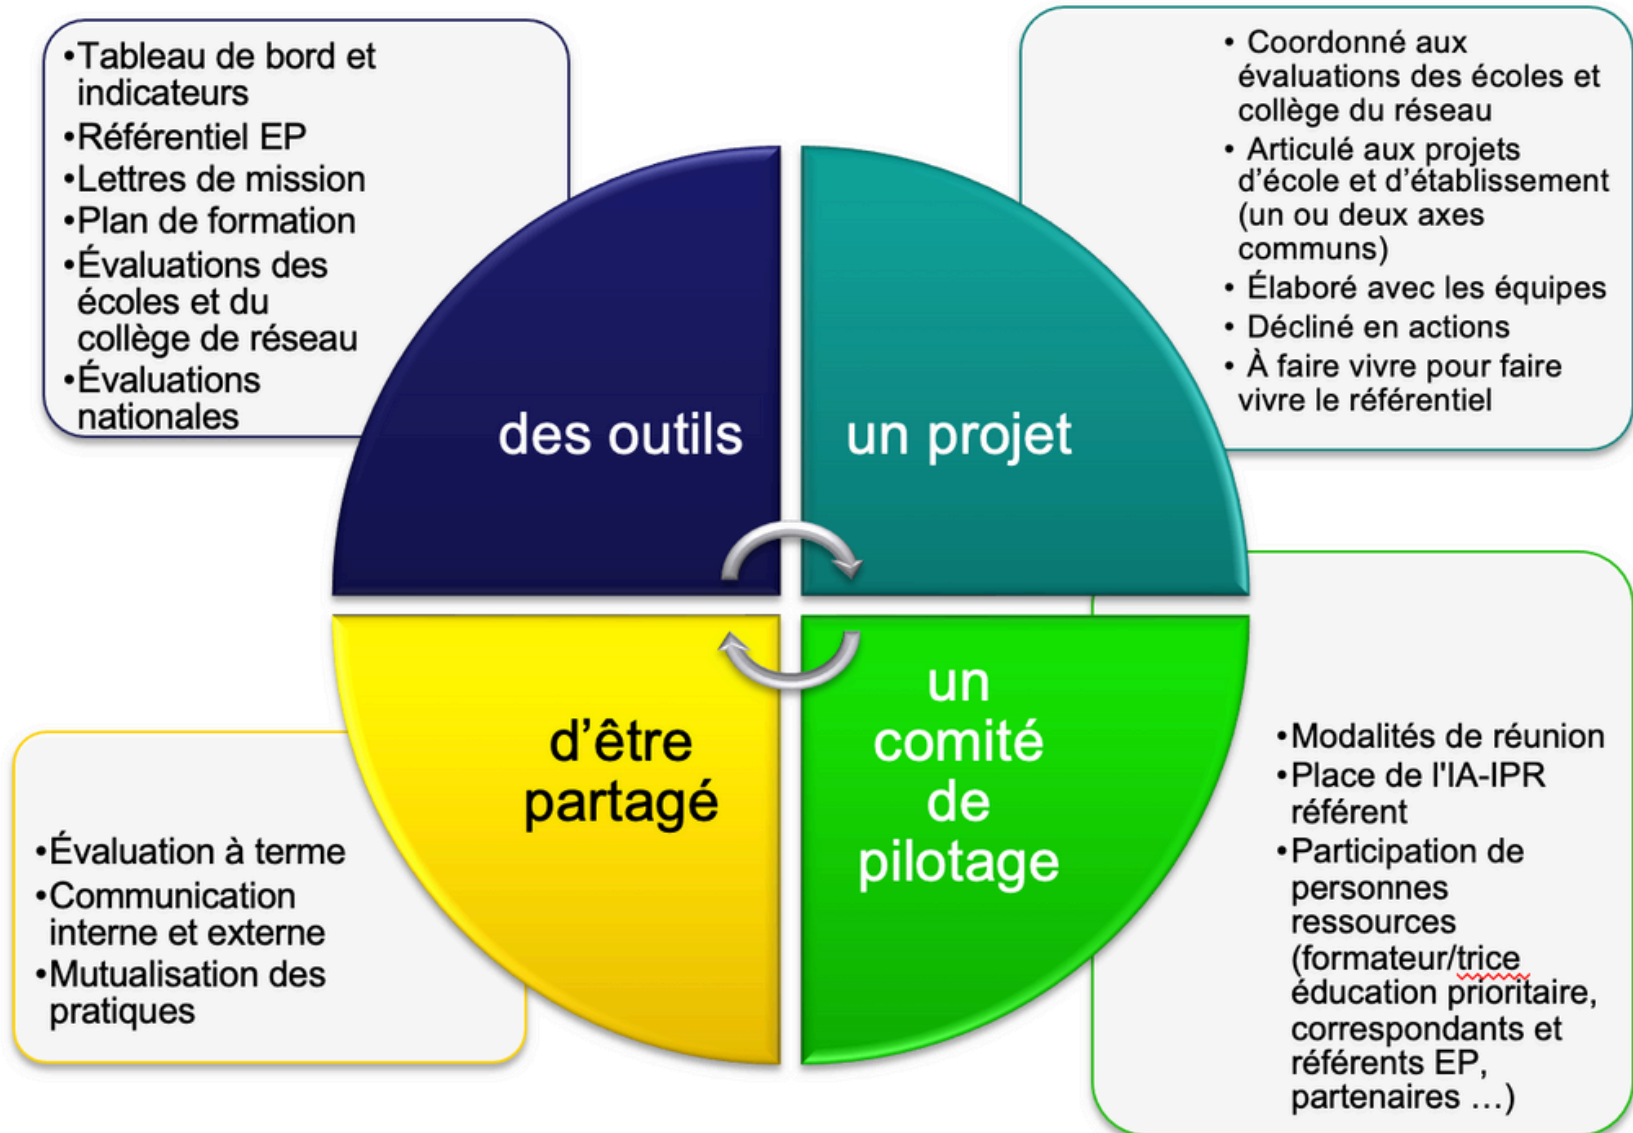 •Tableau de bord et
indicateurs
•Référentiel EP
•Lettres de mission
•Plan de formation
•Évaluations des
écoles et du
collège de réseau
•Évaluations
nationales
• Coordonné aux
évaluations des écoles et
collège du réseau
• Articulé aux projets
d’école et d’établissement
(un ou deux axes
communs)
• Élaboré avec les équipes
• Décliné en actions
• À faire vivre pour faire
vivre le référentiel
des outils
un projet
d’être
partagé
un
comité
de
pilotage
•Évaluation à terme
•Communication
interne et externe
•Mutualisation des
pratiques
•Modalités de réunion
•Place de l'IA-IPR
référent
•Participation de
personnes
ressources
(formateur/trice
éducation prioritaire,
correspondants et
référents EP,
partenaires …)